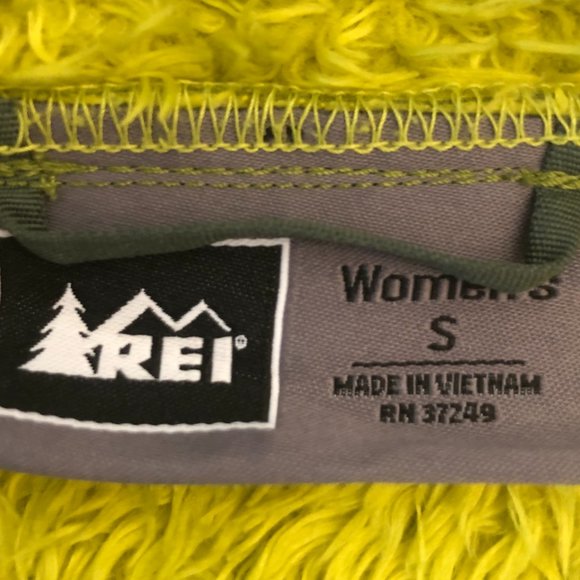 REI®
Women's
S
MADE IN VIETNAM
RN 37249